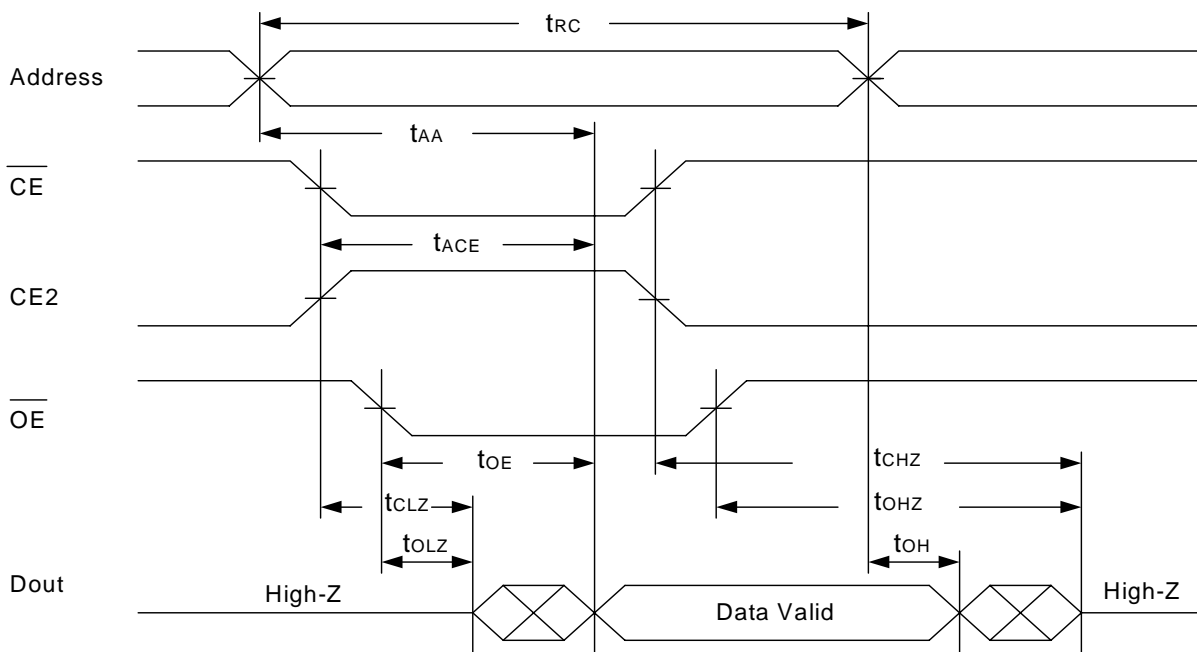 tRC
Address
tAA
CE
tACE
CE2
OE
tOE
tCHZ
tCLZ
tOHZ
tOLZ
tOH
Dout
High-Z
Data Valid
High-Z